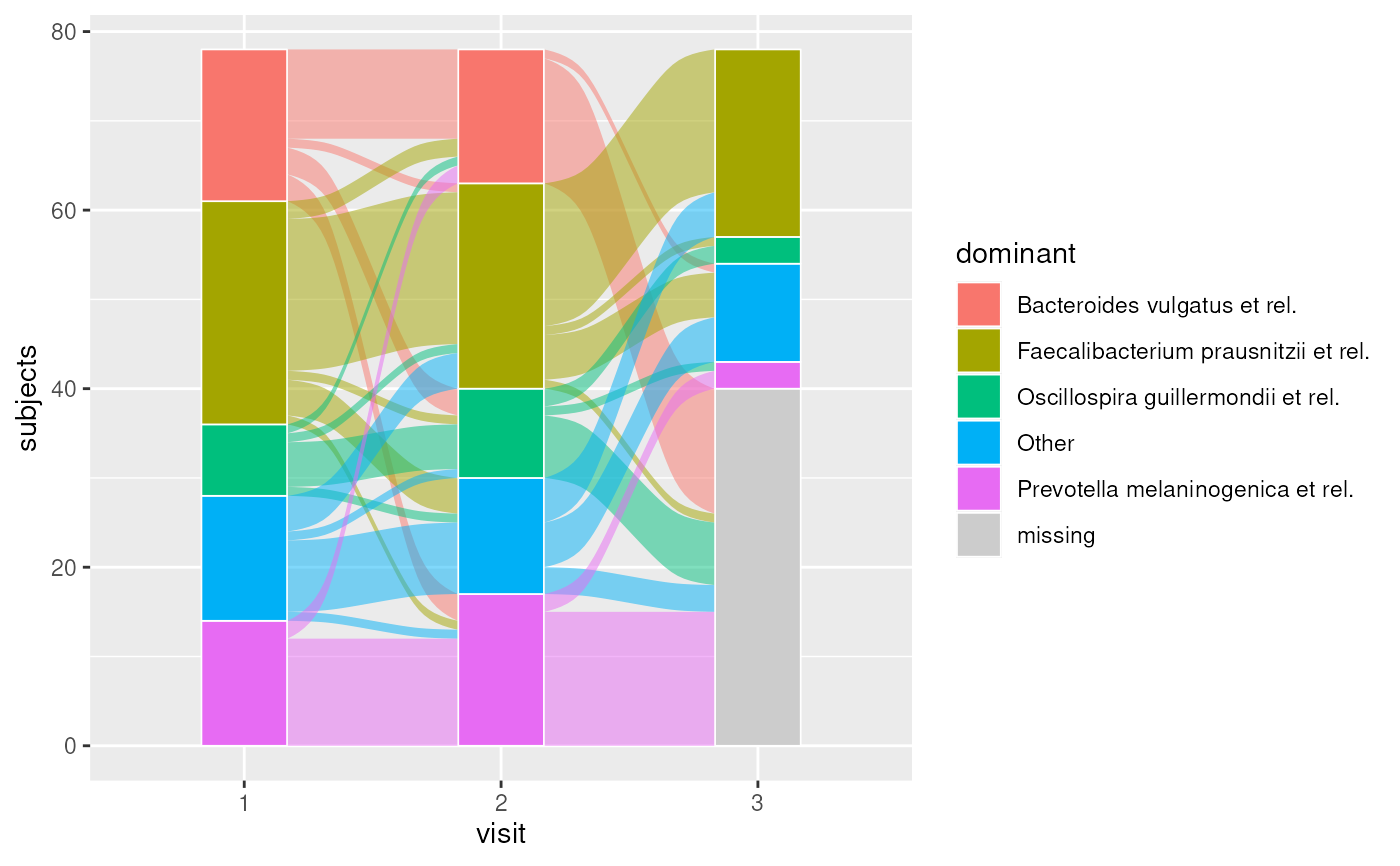 80
60
40
20
0
subjects
1
2
3
visit
dominant
Bacteroides vulgatus et rel.
Faecalibacterium prausnitzii et rel.
Oscillospira guillermondii et rel.
Other
Prevotella melaninogenica et rel.
missing